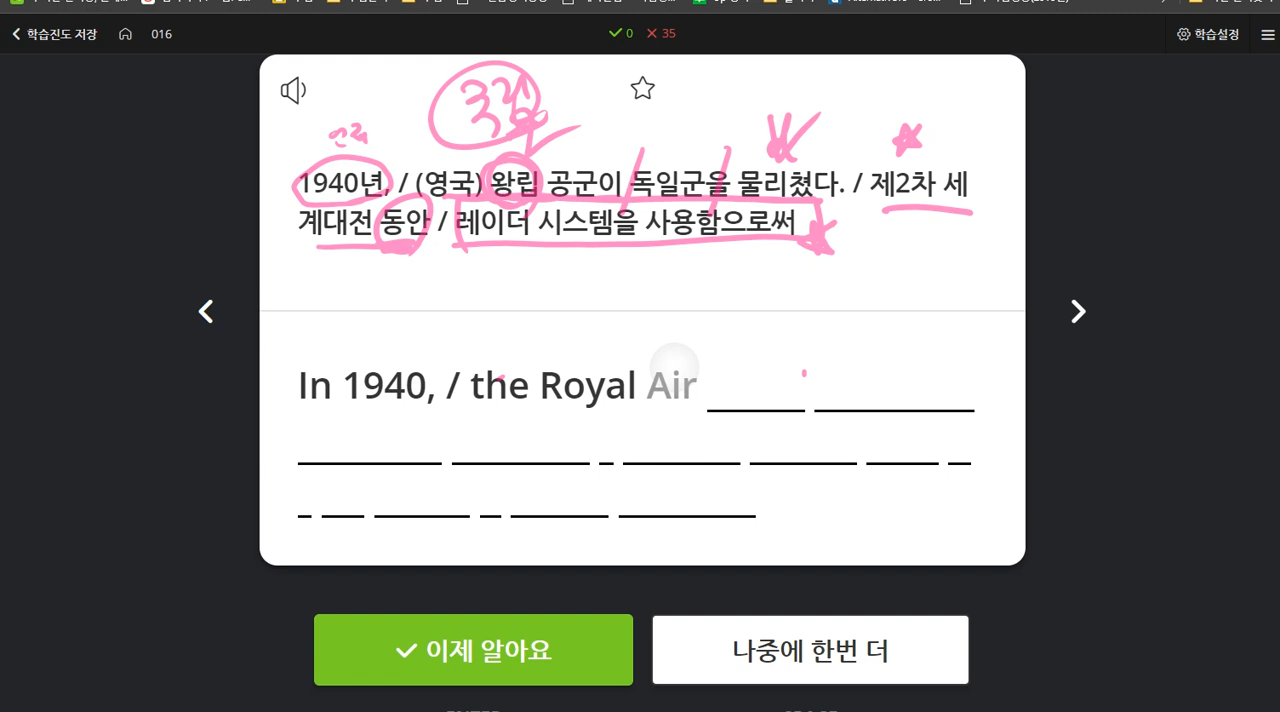 학습진도 저장 016 0 35 학습설정
국립
1940년, / (영국) 왕립 공군이 독일군을 물리쳤다. / 제2차 세
계대전 동안 / 레이더 시스템을 사용함으로써
In 1940, / the Royal Air
이제 알아요 나중에 한번 더